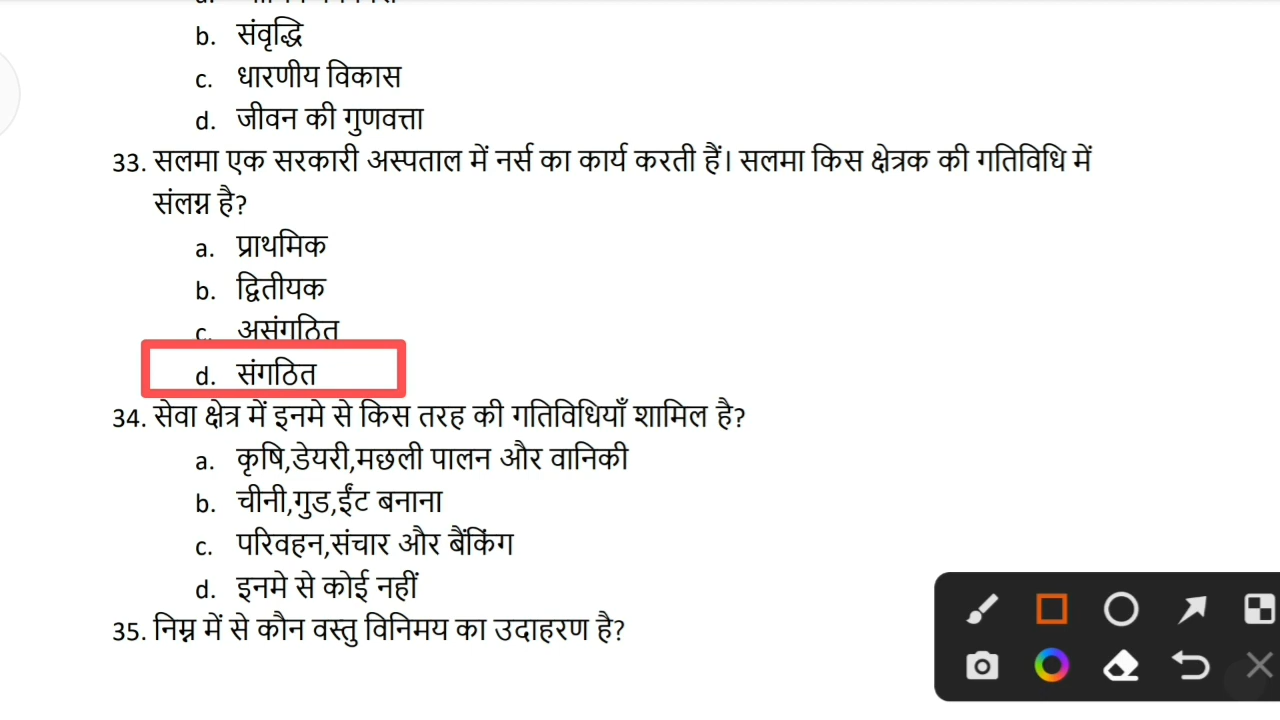 b. संवृद्धि
c. धारणीय विकास
d. जीवन की गुणवत्ता
33. सलमा एक सरकारी अस्पताल में नर्स का कार्य करती हैं। सलमा किस क्षेत्रक की गतिविधि में
संलग्न है?
a. प्राथमिक
b. द्वितीयक
c. असंगठित
d. संगठित
34. सेवा क्षेत्र में इनमे से किस तरह की गतिविधियाँ शामिल है?
a. कृषि,डेयरी,मछली पालन और वानिकी
b. चीनी,गुड,ईंट बनाना
c. परिवहन,संचार और बैंकिंग
d. इनमे से कोई नहीं
35. निम्न में से कौन वस्तु विनिमय का उदाहरण है?